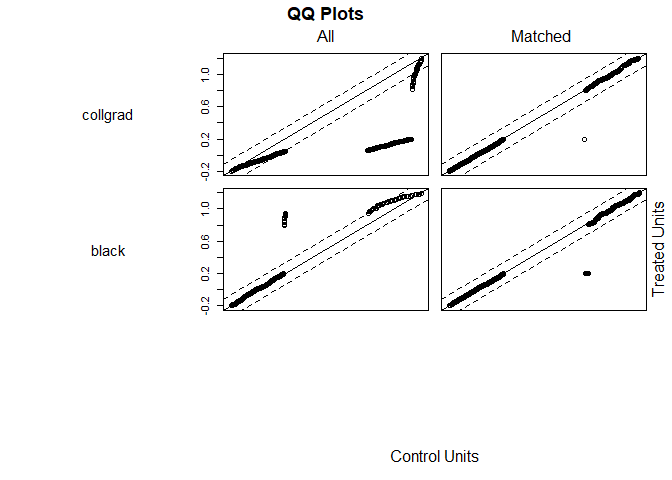 QQ Plots
All Matched
collgrad
-0.2 0.2 0.6 1.0
black
-0.2 0.2 0.6 1.0
Treated Units
Control Units